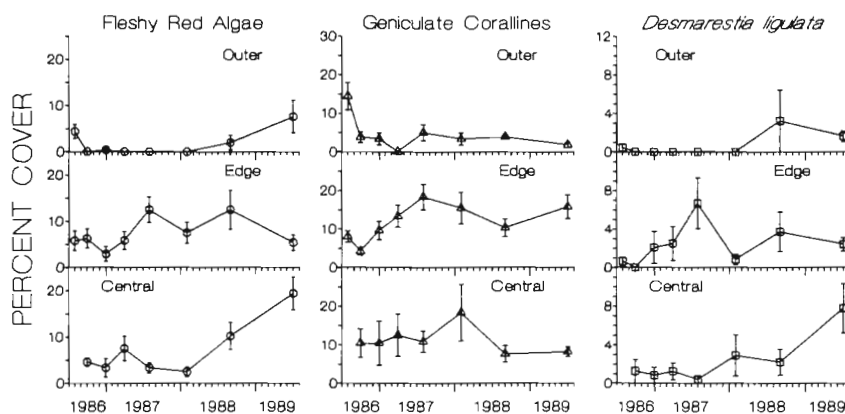 Fleshy Red Algae Geniculate Corallines Desmarestia ligulata
PERCENT COVER
Outer Outer Outer
20 10 0
30 20 10 0
12 8 4 0
Edge Edge Edge
20 10 0
20 10 0
8 4 0
Central Central Central
20 10 0
20 10 0
8 4 0
1986 1987 1988 1989 1986 1987 1988 1989 1986 1987 1988 1989